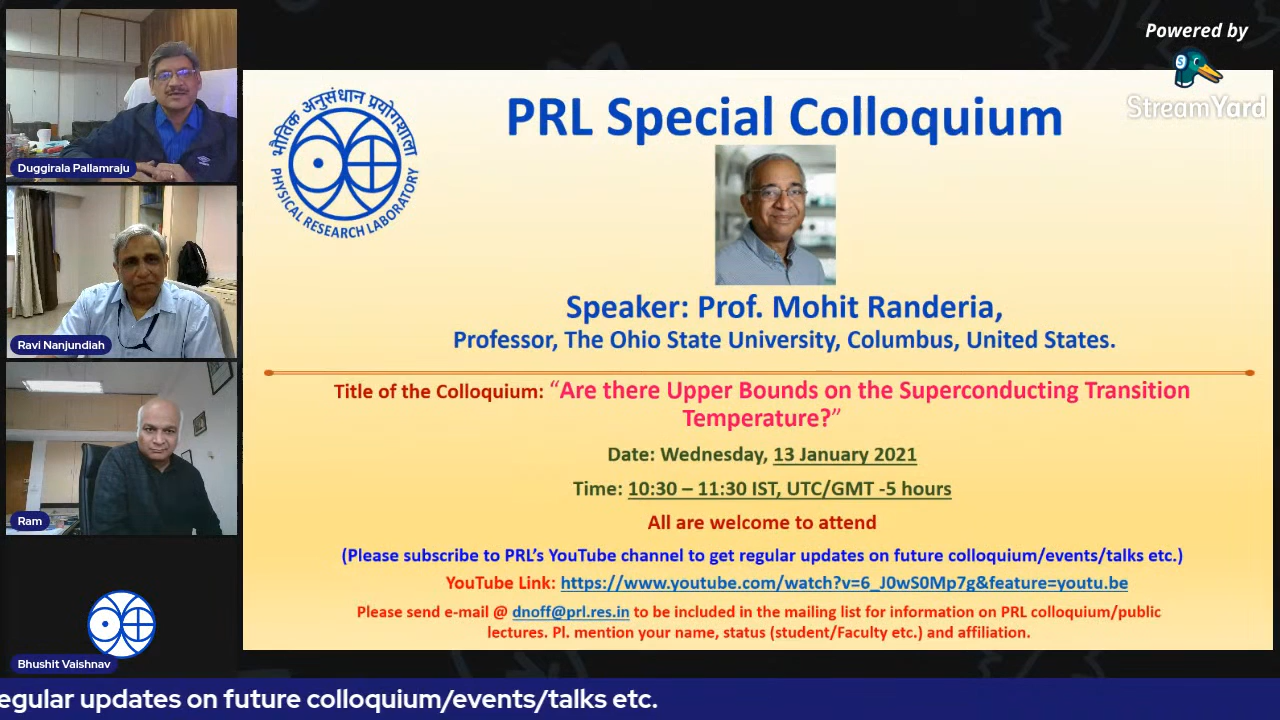 Powered by
StreamYard
Duggirala Pallamraju
Ravi Nanjundiah
Ram
Bhushit Vaishnav
भौतिक अनुसंधान प्रयोगशाला
PHYSICAL RESEARCH LABORATORY
PRL Special Colloquium
Speaker: Prof. Mohit Randeria,
Professor, The Ohio State University, Columbus, United States.
Title of the Colloquium: “Are there Upper Bounds on the Superconducting Transition
Temperature?”
Date: Wednesday, 13 January 2021
Time: 10:30 – 11:30 IST, UTC/GMT -5 hours
All are welcome to attend
(Please subscribe to PRL’s YouTube channel to get regular updates on future colloquium/events/talks etc.)
YouTube Link: https://www.youtube.com/watch?v=6_J0wS0Mp7g&feature=youtu.be
Please send e-mail @ dnoff@prl.res.in to be included in the mailing list for information on PRL colloquium/public
lectures. Pl. mention your name, status (student/Faculty etc.) and affiliation.
egular updates on future colloquium/events/talks etc.